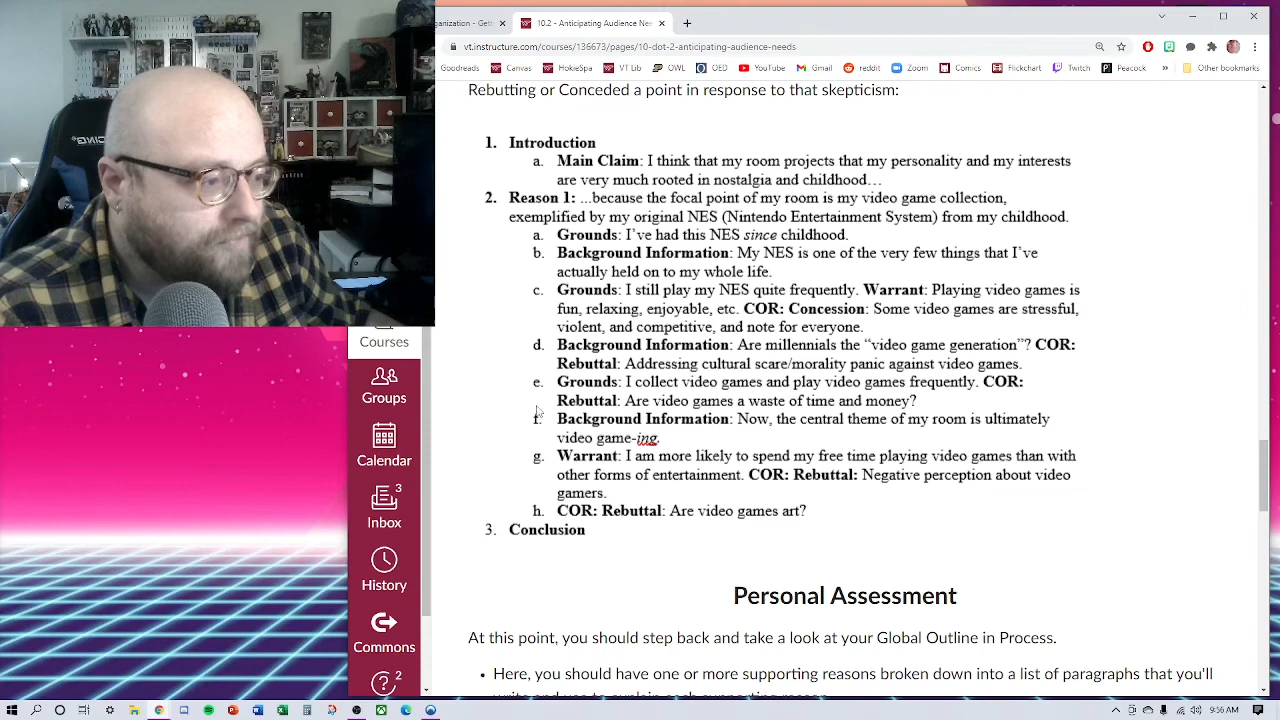 anization - Gett
10.2 - Anticipating Audience Nee
vt.instructure.com/courses/136673/pages/10-dot-2-anticipating-audience-needs
Goodreads Canvas HokieSpa VT Lib OWL OED YouTube Gmail reddit Zoom Comics Flickchart Twitch Peacock » Other bookmarks
Rebutting or Conceded a point in response to that skepticism:
1. Introduction
a. Main Claim: I think that my room projects that my personality and my interests
are very much rooted in nostalgia and childhood…
2. Reason 1: ...because the focal point of my room is my video game collection,
exemplified by my original NES (Nintendo Entertainment System) from my childhood.
a. Grounds: I’ve had this NES since childhood.
b. Background Information: My NES is one of the very few things that I’ve
actually held on to my whole life.
c. Grounds: I still play my NES quite frequently. Warrant: Playing video games is
fun, relaxing, enjoyable, etc. COR: Concession: Some video games are stressful,
violent, and competitive, and note for everyone.
d. Background Information: Are millennials the “video game generation”? COR:
Rebuttal: Addressing cultural scare/morality panic against video games.
e. Grounds: I collect video games and play video games frequently. COR:
Rebuttal: Are video games a waste of time and money?
f. Background Information: Now, the central theme of my room is ultimately
video game-ing.
g. Warrant: I am more likely to spend my free time playing video games than with
other forms of entertainment. COR: Rebuttal: Negative perception about video
gamers.
h. COR: Rebuttal: Are video games art?
3. Conclusion
Personal Assessment
At this point, you should step back and take a look at your Global Outline in Process.
• Here, you should have one or more supporting reasons broken down into a list of paragraphs that you'll
Courses
Groups
Calendar
3
Inbox
History
Commons
2
9:56 AM